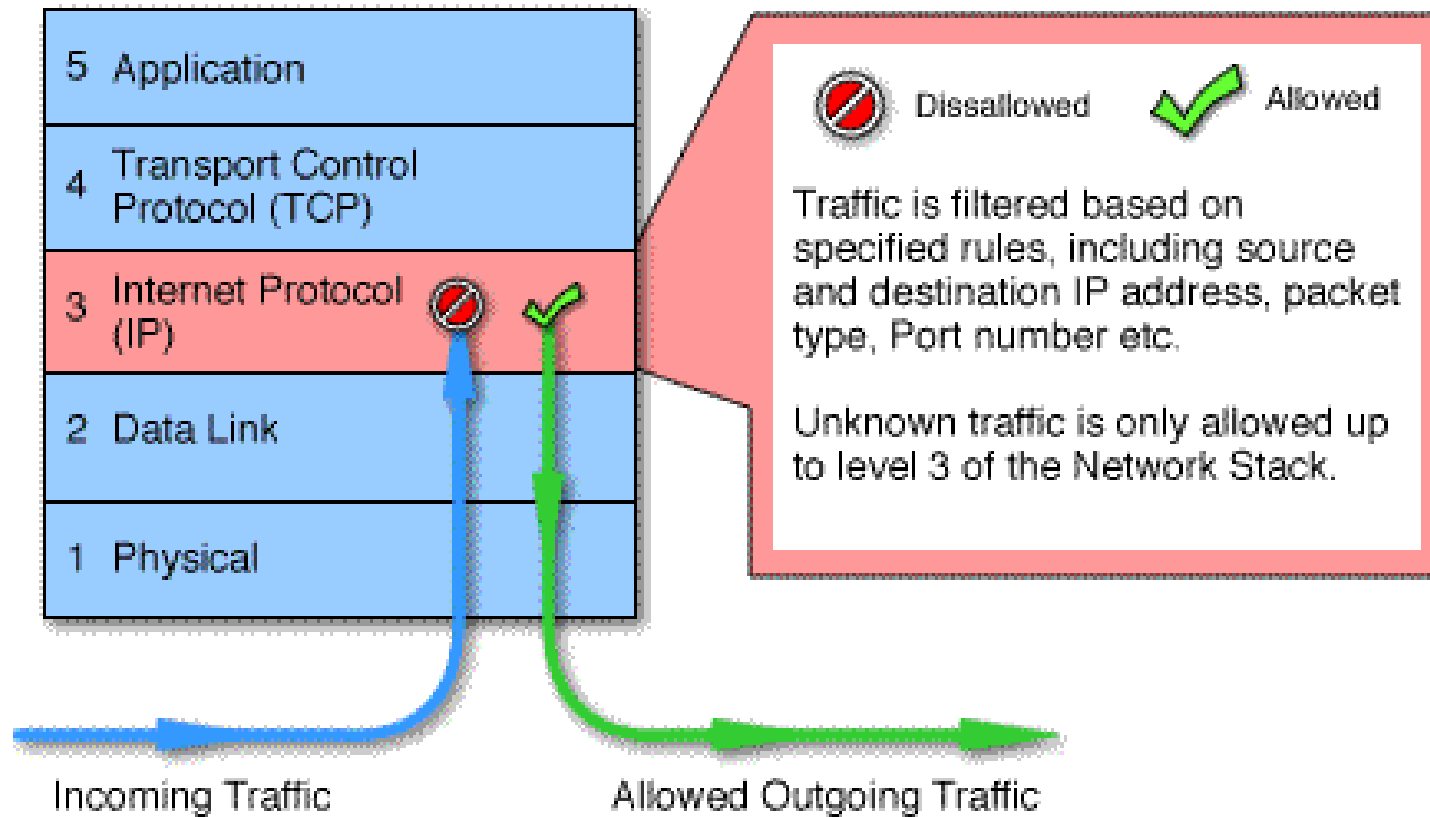 5 Application
4 Transport Control
Protocol (TCP)
3 Internet Protocol
(IP)
2 Data Link
1 Physical
Incoming Traffic
Allowed Outgoing Traffic
Dissallowed
Allowed
Traffic is filtered based on
specified rules, including source
and destination IP address, packet
type, Port number etc.
Unknown traffic is only allowed up
to level 3 of the Network Stack.